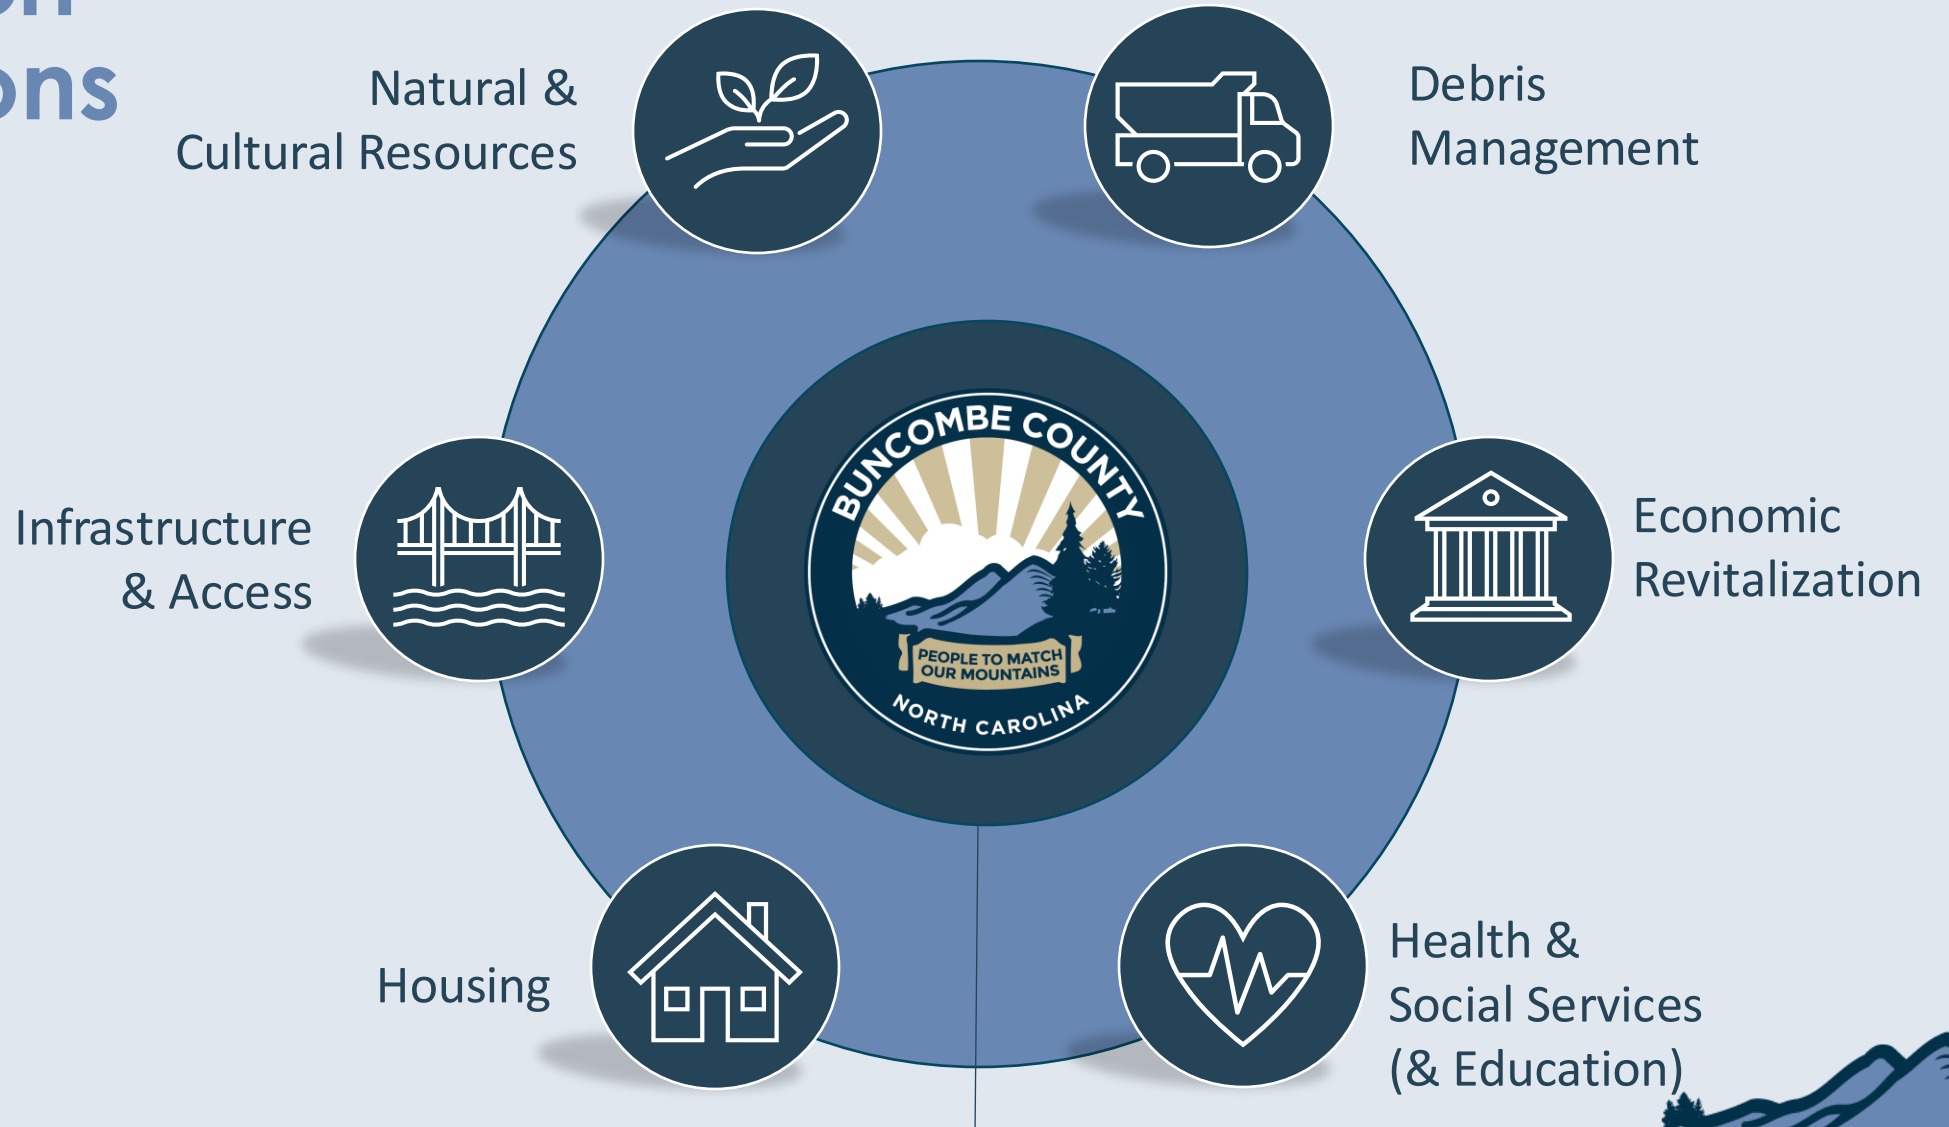 Natural &
Cultural Resources
Debris
Management
Infrastructure
& Access
BUNCOMBE COUNTY
PEOPLE TO MATCH
OUR MOUNTAINS
NORTH CAROLINA
Economic
Revitalization
Housing
Health &
Social Services
(& Education)